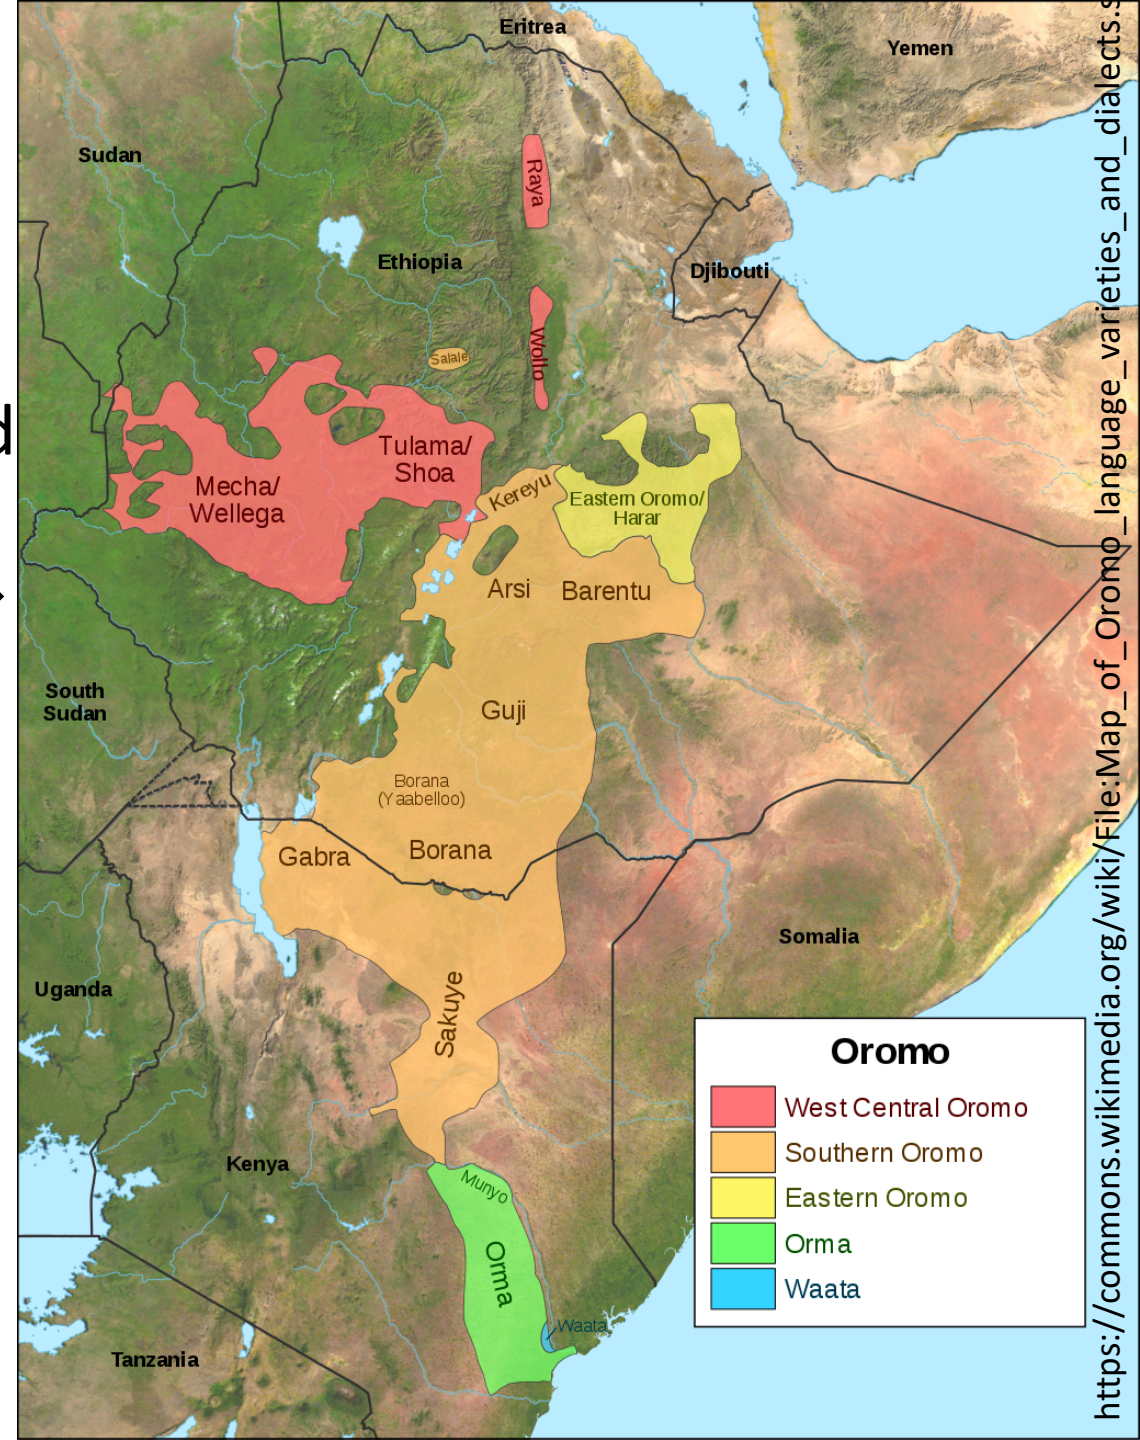 Eritrea
Yemen
Sudan
Raya
Ethiopia
Djibouti
Wollo
Salale
d
Tulama/
Shoa
Mecha/
Wellega
Kereyu
Eastern Oromo/
Harar
Arsi
Barentu
South
Sudan
Guji
Borana
(Yaabelloo)
Gabra
Borana
Somalia
Uganda
Sakuye
Kenya
Munyo
Orma
Waata
Tanzania
Oromo
West Central Oromo
Southern Oromo
Eastern Oromo
Orma
Waata
https://commons.wikimedia.org/wiki/File:Map_of_Oromo_language_varieties_and_dialects.s